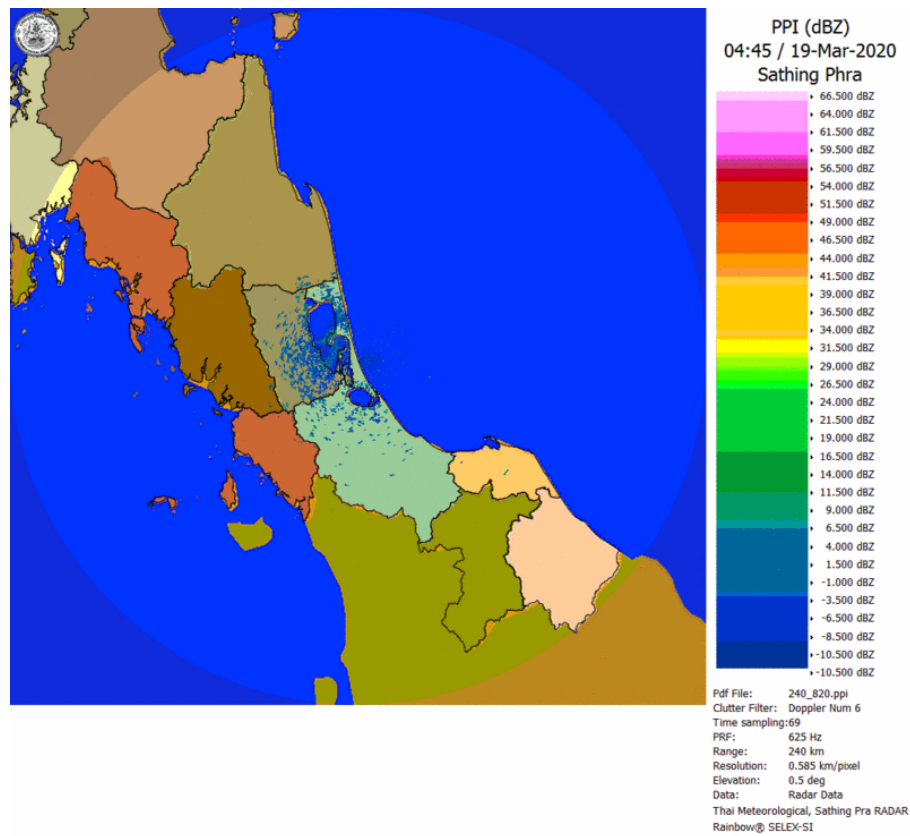 PPI (dBZ)
04:45 / 19-Mar-2020
Sathing Phra
66.500 dBZ
64.000 dBZ
61.500 dBZ
59.500 dBZ
56.500 dBZ
54.000 dBZ
51.500 dBZ
49.000 dBZ
46.500 dBZ
44.000 dBZ
41.500 dBZ
39.000 dBZ
36.500 dBZ
34.000 dBZ
31.500 dBZ
29.000 dBZ
26.500 dBZ
24.000 dBZ
21.500 dBZ
19.000 dBZ
16.500 dBZ
14.000 dBZ
11.500 dBZ
9.000 dBZ
6.500 dBZ
4.000 dBZ
1.500 dBZ
-1.000 dBZ
-3.500 dBZ
-6.500 dBZ
-8.500 dBZ
-10.500 dBZ
-10.500 dBZ
Pdf File: 240_820.ppi
Clutter Filter: Doppler Num 6
Time sampling:69
PRF: 625 Hz
Range: 240 km
Resolution: 0.585 km/pixel
Elevation: 0.5 deg
Data: Radar Data
Thai Meteorological, Sathing Pra RADAR
Rainbow® SELEX-SI